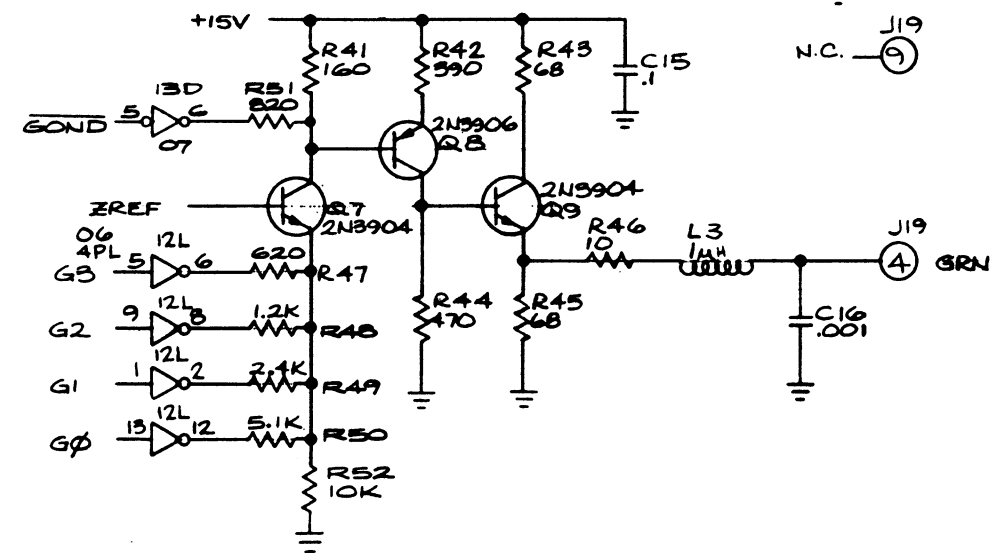 +15V
R41
160
R42
390
R43
68
C15
.1
N.C.
J19
9
13D
R51
820
GOND
5
6
07
2N3906
Q8
ZREF
Q7
2N3904
2N3904
Q9
06
4PL
12L
G3
5
6
620
R47
R46
10
L3
1µH
J19
4
GRN
12L
G2
9
8
1.2K
R48
R44
470
R45
68
C16
.001
12L
G1
1
2
2.4K
R49
12L
GØ
13
12
5.1K
R50
R52
10K